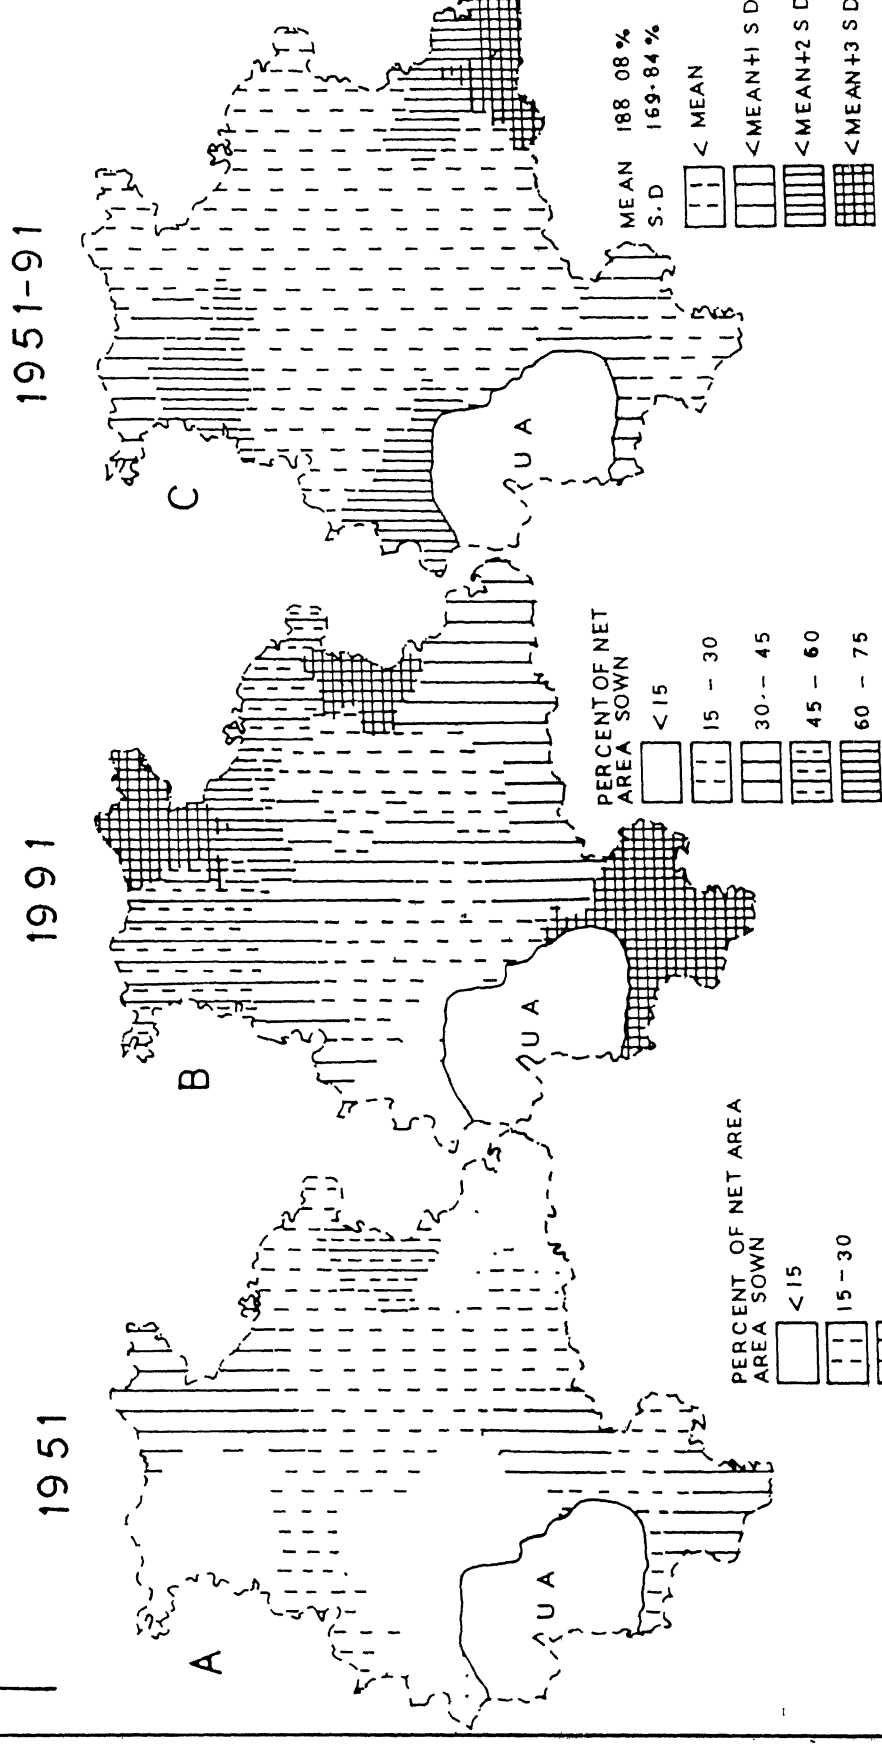 1951
A
U A
PERCENT OF NET AREA
AREA SOWN
<15
15-30
1991
B
U A
PERCENT OF NET
AREA SOWN
<15
15 - 30
30.- 45
45 - 60
60 - 75
1951-91
C
U A
MEAN 188 08%
S.D 169.84%
< MEAN
<MEAN+1 S D
<MEAN+2 S D
<MEAN+3 S D